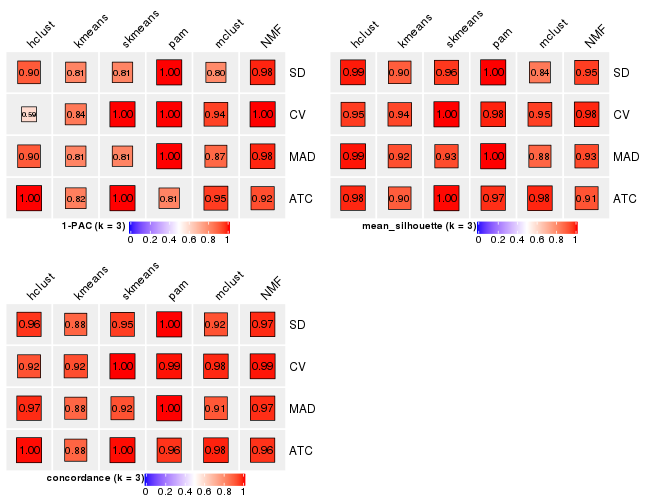 hclust kmeans skmeans pam mclust NMF
0.90 0.81 0.81 1.00 0.80 0.98 SD
0.59 0.84 1.00 1.00 0.94 1.00 CV
0.90 0.81 0.81 1.00 0.87 0.98 MAD
1.00 0.82 1.00 0.81 0.95 0.92 ATC
1-PAC (k = 3)
0 0.2 0.4 0.6 0.8 1
hclust kmeans skmeans pam mclust NMF
0.99 0.90 0.96 1.00 0.84 0.95 SD
0.95 0.94 1.00 0.98 0.95 0.98 CV
0.99 0.92 0.93 1.00 0.88 0.93 MAD
0.98 0.90 1.00 0.97 0.98 0.91 ATC
mean_silhouette (k = 3)
0 0.2 0.4 0.6 0.8 1
hclust kmeans skmeans pam mclust NMF
0.96 0.88 0.95 1.00 0.92 0.97 SD
0.92 0.92 1.00 0.99 0.98 0.99 CV
0.97 0.88 0.92 1.00 0.91 0.97 MAD
1.00 0.88 1.00 0.96 0.98 0.96 ATC
concordance (k = 3)
0 0.2 0.4 0.6 0.8 1